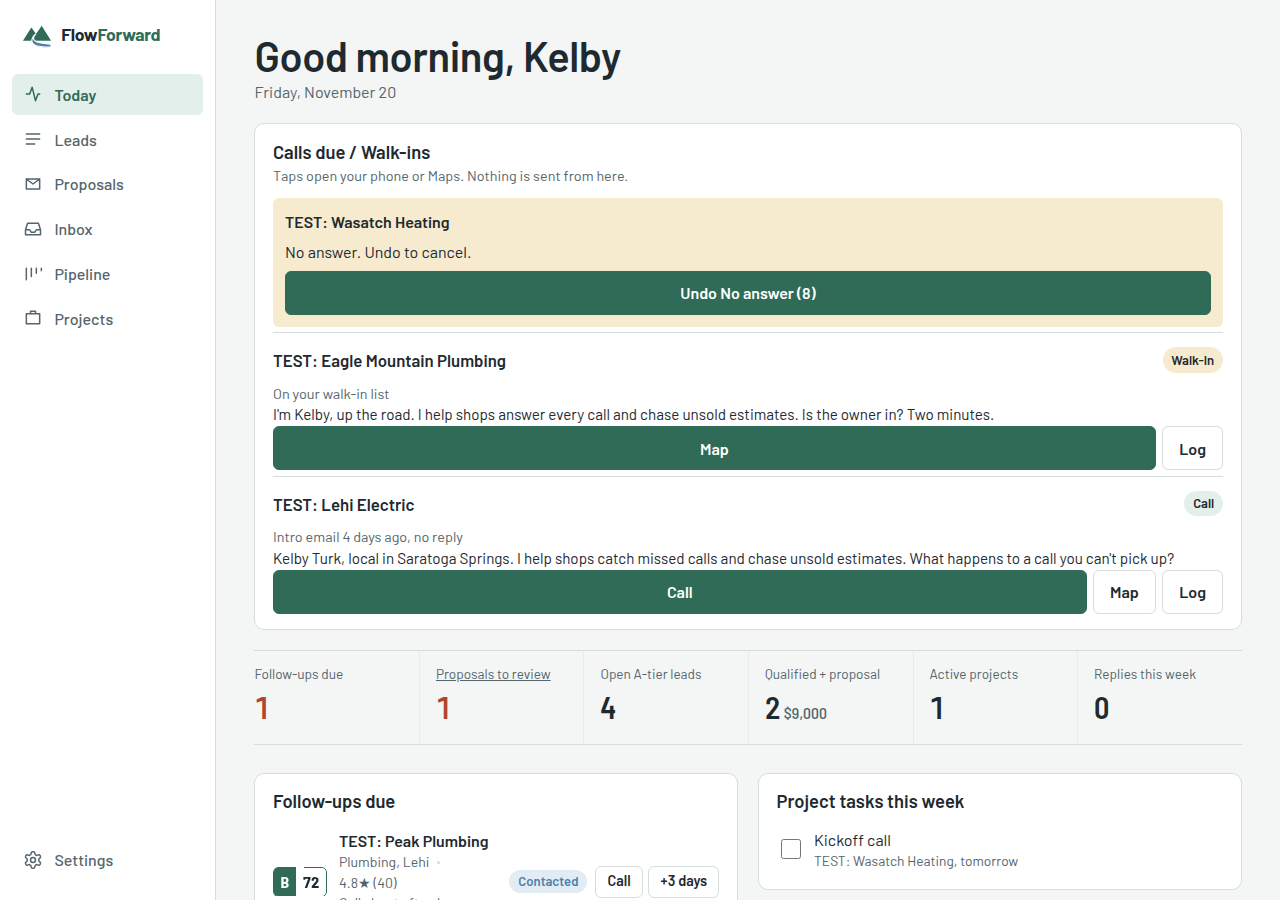 FlowForward
Today
Leads
Proposals
Inbox
Pipeline
Projects
Settings
Good morning, Kelby
Friday, November 20
Calls due / Walk-ins
Taps open your phone or Maps. Nothing is sent from here.
TEST: Wasatch Heating
No answer. Undo to cancel.
Undo No answer (8)
TEST: Eagle Mountain Plumbing
Walk-In
On your walk-in list
I'm Kelby, up the road. I help shops answer every call and chase unsold estimates. Is the owner in? Two minutes.
Map
Log
TEST: Lehi Electric
Call
Intro email 4 days ago, no reply
Kelby Turk, local in Saratoga Springs. I help shops catch missed calls and chase unsold estimates. What happens to a call you can't pick up?
Call
Map
Log
Follow-ups due
1
Proposals to review
1
Open A-tier leads
4
Qualified + proposal
2 $9,000
Active projects
1
Replies this week
0
Follow-ups due
TEST: Peak Plumbing
Plumbing, Lehi
4.8★ (40)
B 72
Contacted
Call
+3 days
Project tasks this week
Kickoff call
TEST: Wasatch Heating, tomorrow